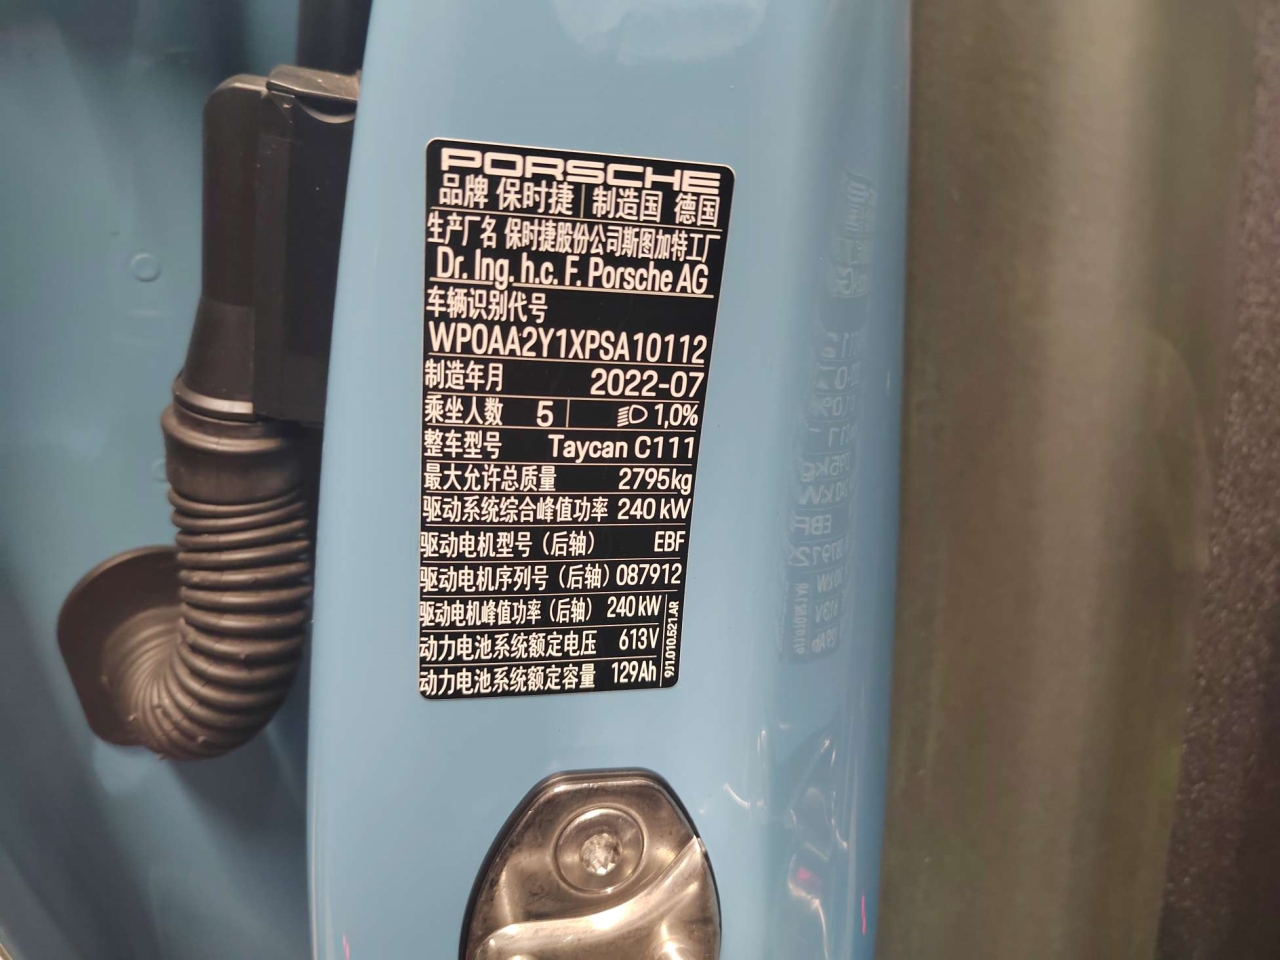 PORSCHE
品牌 保时捷 制造国 德国
生产厂名 保时捷股份公司斯图加特工厂
Dr. Ing. h.c. F. Porsche AG
车辆识别代号
WP0AA2Y1XPSA10112
制造年月 2022-07
乘坐人数 5 1,0%
整车型号 Taycan C111
最大允许总质量 2795kg
驱动系统综合峰值功率 240 kW
驱动电机型号（后轴） EBF
驱动电机序列号（后轴） 087912
驱动电机峰值功率（后轴） 240 kW
动力电池系统额定电压 613V
动力电池系统额定容量 129Ah
9J1.010.521.AR